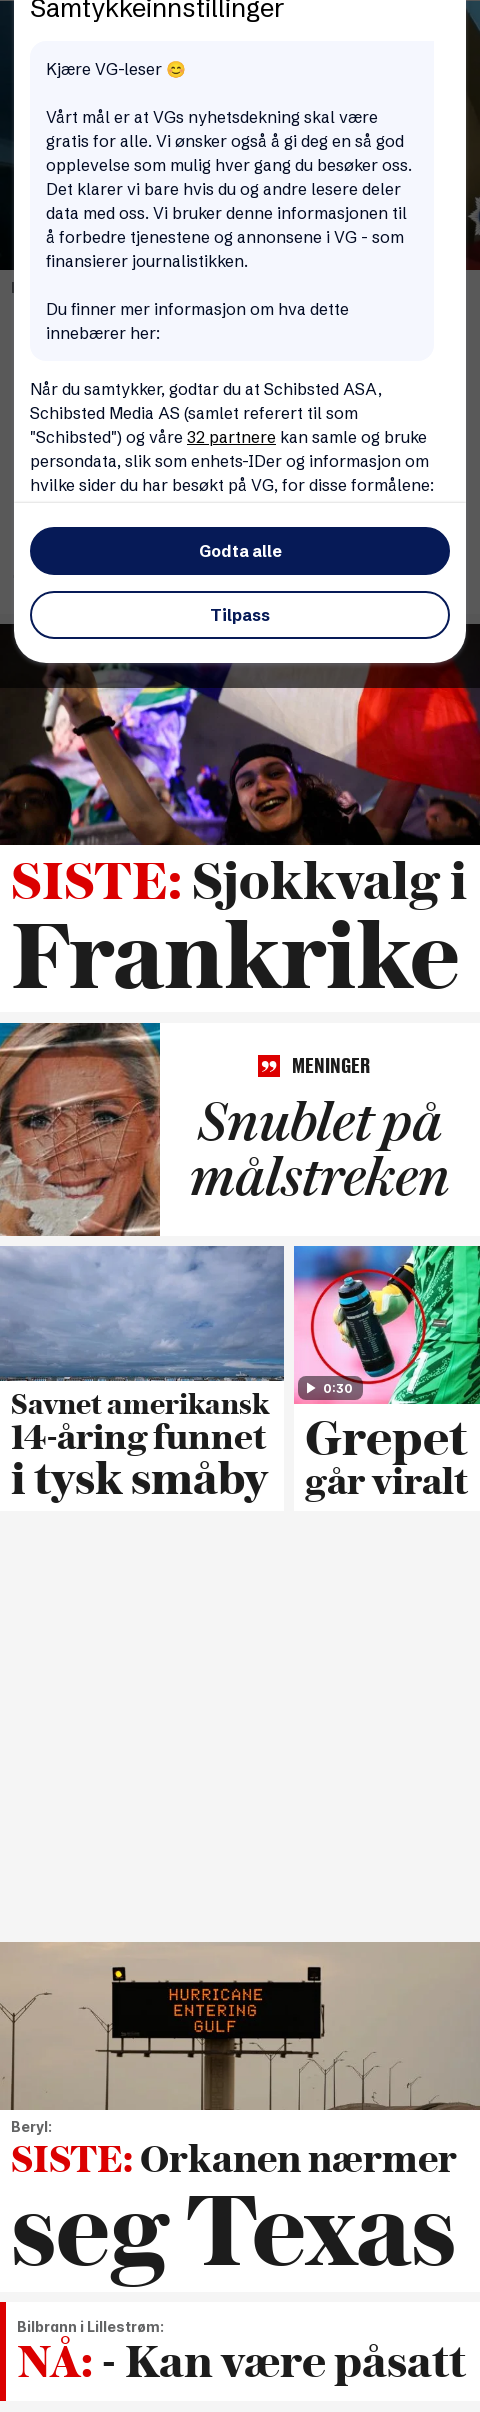 Samtykkeinnstillinger
Kjære VG-leser 😊
Vårt mål er at VGs nyhetsdekning skal være
gratis for alle. Vi ønsker også å gi deg en så god
opplevelse som mulig hver gang du besøker oss.
Det klarer vi bare hvis du og andre lesere deler
data med oss. Vi bruker denne informasjonen til
å forbedre tjenestene og annonsene i VG - som
finansierer journalistikken.
Du finner mer informasjon om hva dette
innebærer her:
Når du samtykker, godtar du at Schibsted ASA,
Schibsted Media AS (samlet referert til som
"Schibsted") og våre 32 partnere kan samle og bruke
persondata, slik som enhets-IDer og informasjon om
hvilke sider du har besøkt på VG, for disse formålene:
Godta alle
Tilpass
SISTE: Sjokkvalg i
Frankrike
MENINGER
Snublet på
målstreken
0:30
Savnet amerikansk
14-åring funnet
i tysk småby
Grepet
går viralt
HURRICANE
ENTERING
GULF
Beryl:
SISTE: Orkanen nærmer
seg Texas
Bilbrann i Lillestrøm:
NÅ: - Kan være påsatt